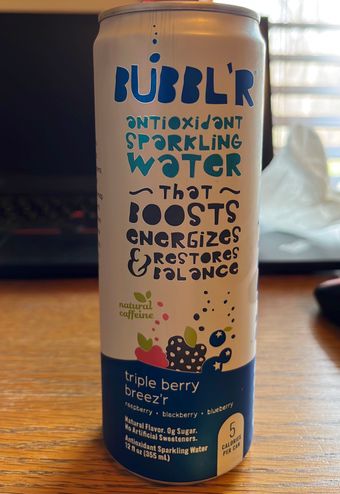 BUBBL'R
antioxidant
sparkling
water
~ that ~
boosts
energizes
& restores
balance
natural
caffeine
triple berry
breez'r
raspberry • blackberry • blueberry
Natural Flavor. 0g Sugar.
No Artificial Sweeteners.
Antioxidant Sparkling Water
12 fl oz (355 mL)
5
CALORIES
PER CAN